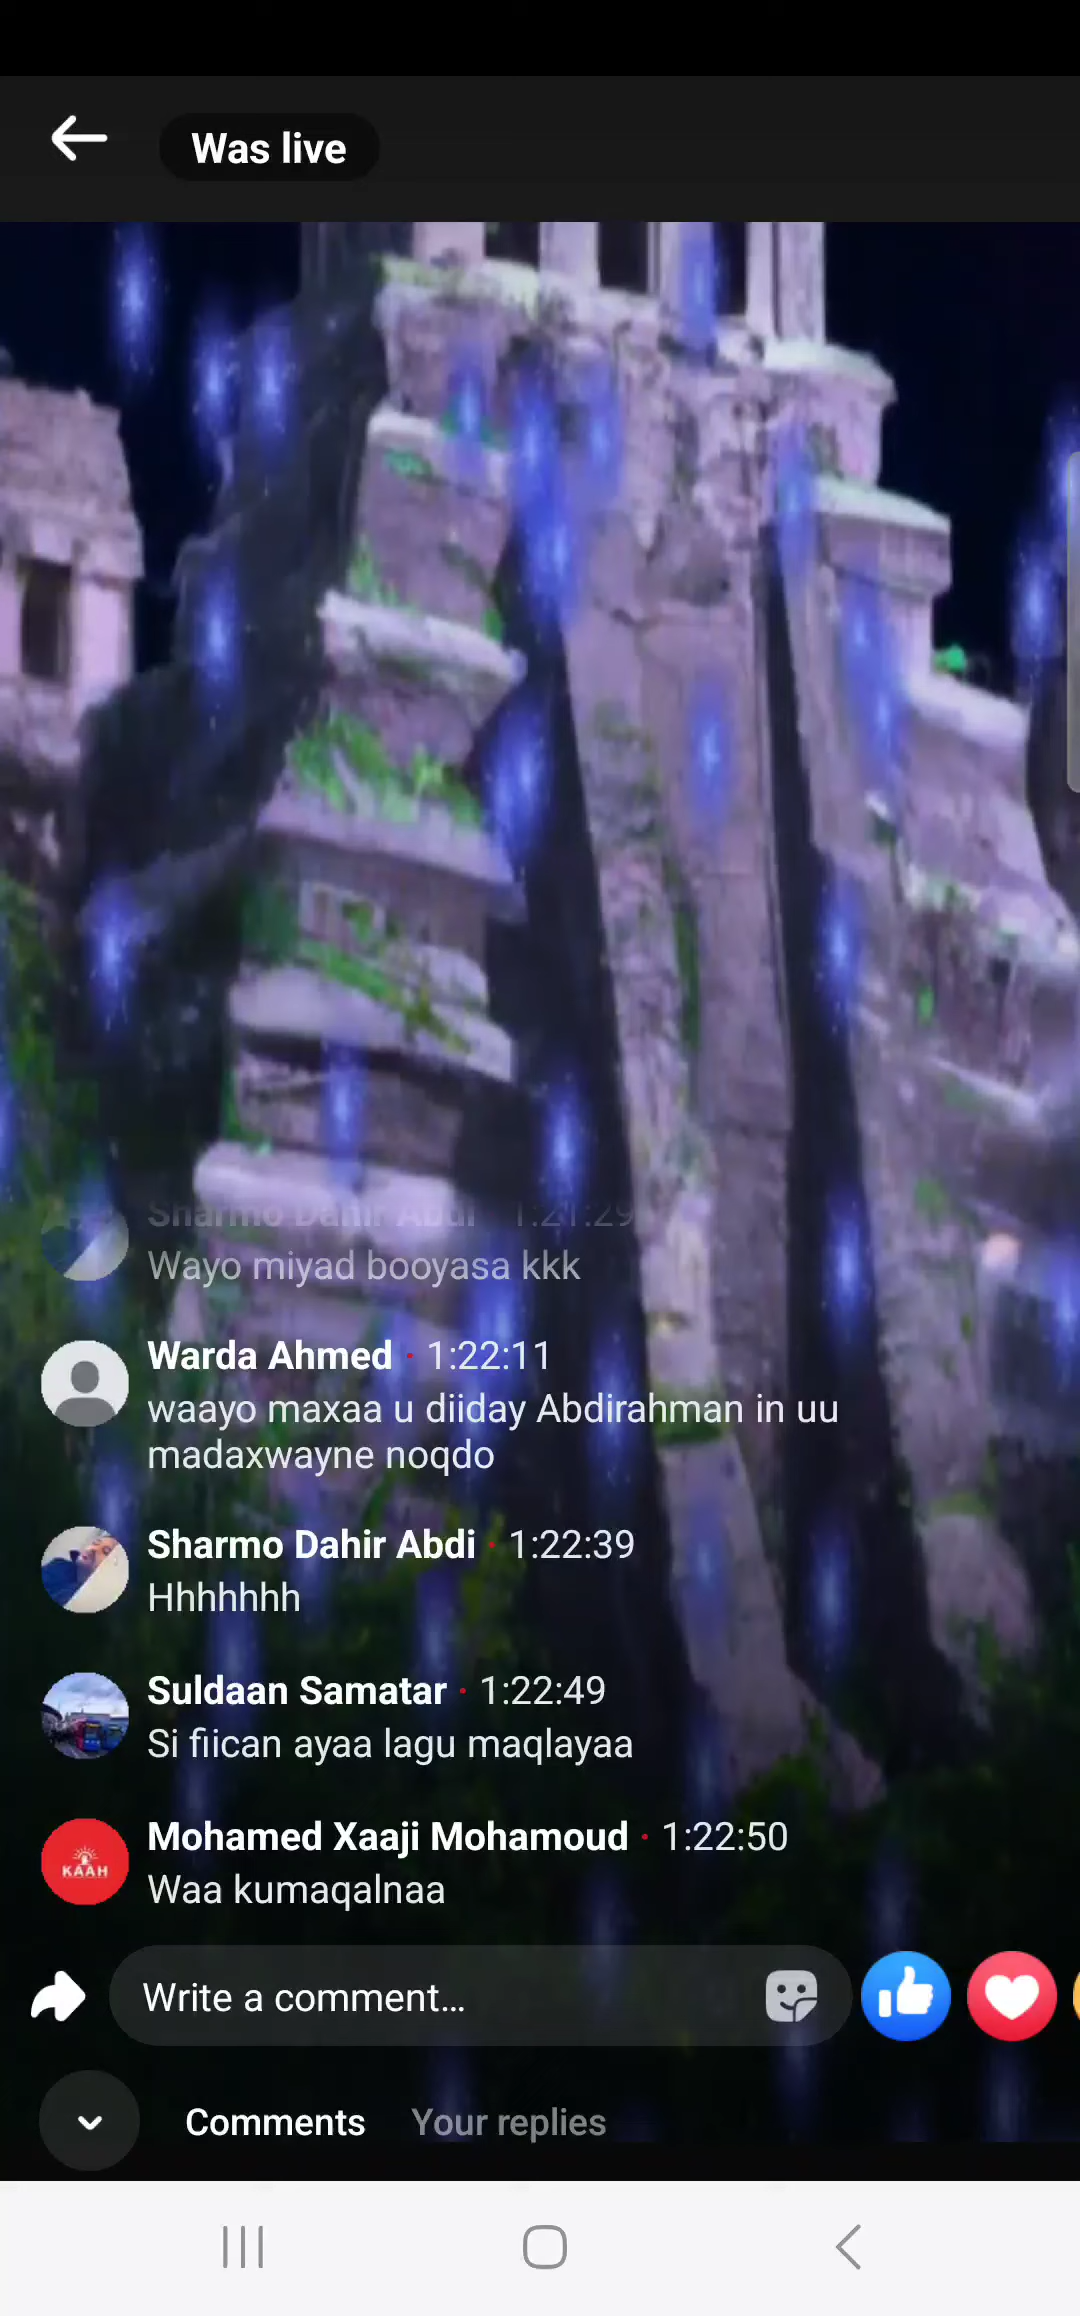 Was live
Sharmo Dahir Abdi 1:21:29
Wayo miyad booyasa kkk
Warda Ahmed · 1:22:11
waayo maxaa u diiday Abdirahman in uu
madaxwayne noqdo
Sharmo Dahir Abdi · 1:22:39
Hhhhhhh
Suldaan Samatar · 1:22:49
Si fiican ayaa lagu maqlayaa
Mohamed Xaaji Mohamoud · 1:22:50
KAAH
Waa kumaqalnaa
Write a comment...
Comments Your replies